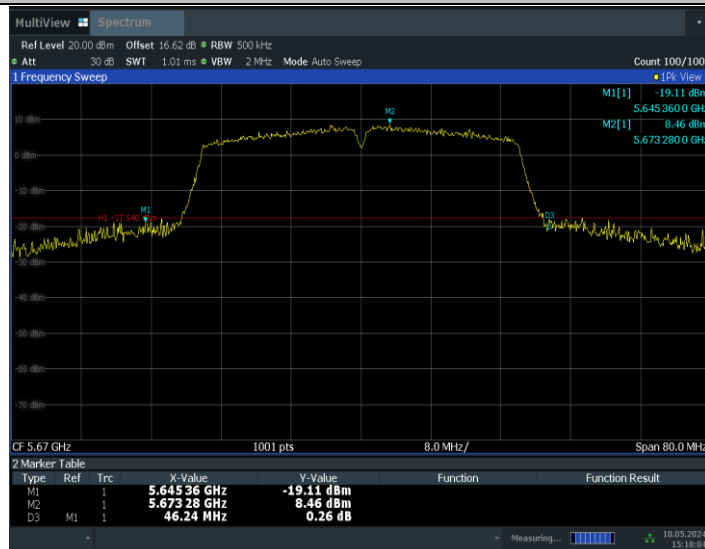 MultiView Spectrum
Ref Level 20.00 dBm Offset 16.62 dB RBW 500 kHz
Att 30 dB SWT 1.01 ms VBW 2 MHz Mode Auto Sweep Count 100/100
1 Frequency Sweep 1Pk View
M1[1] -19.11 dBm
5.645 360 0 GHz
M2[1] 8.46 dBm
5.673 280 0 GHz
M2
10 dBm
0 dBm
-10 dBm
M1
H1 -17.540 dBm
D3
-20 dBm
-30 dBm
-40 dBm
-50 dBm
-60 dBm
-70 dBm
CF 5.67 GHz 1001 pts 8.0 MHz/ Span 80.0 MHz
2 Marker Table
Type Ref Trc X-Value Y-Value Function Function Result
M1 1 5.645 36 GHz -19.11 dBm
M2 1 5.673 28 GHz 8.46 dBm
D3 M1 1 46.24 MHz 0.26 dB
Measuring... 10.05.2024